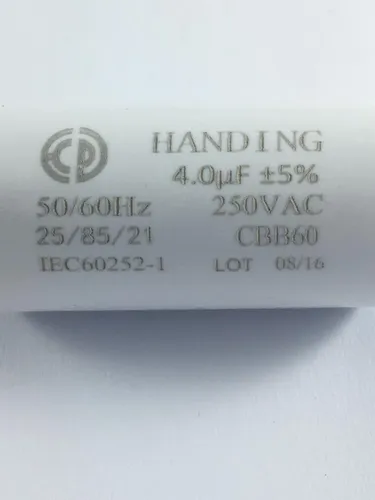 HANDING
4.0µF ±5%
50/60Hz 250VAC
25/85/21 CBB60
IEC60252-1 LOT 08/16